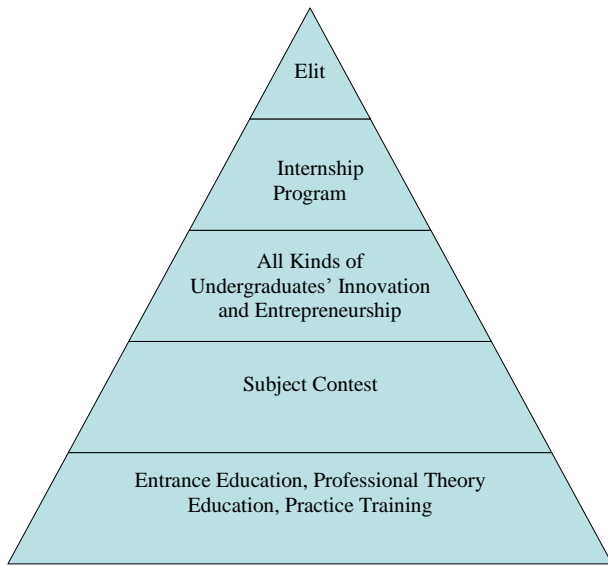 Elit
Internship
Program
All Kinds of
Undergraduates’ Innovation
and Entrepreneurship
Subject Contest
Entrance Education, Professional Theory
Education, Practice Training